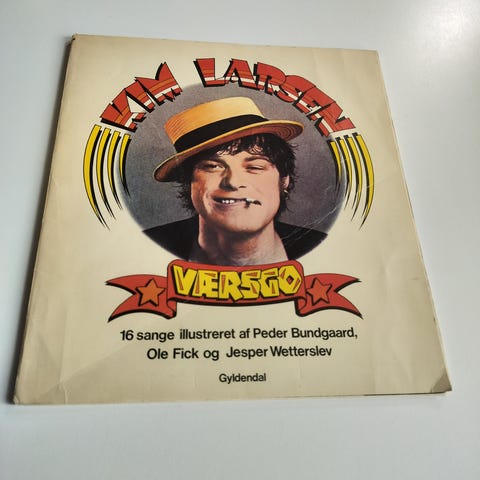 KIM LARSEN
VÆRSGO
16 sange illustreret af Peder Bundgaard,
Ole Fick og Jesper Wetterslev
Gyldendal